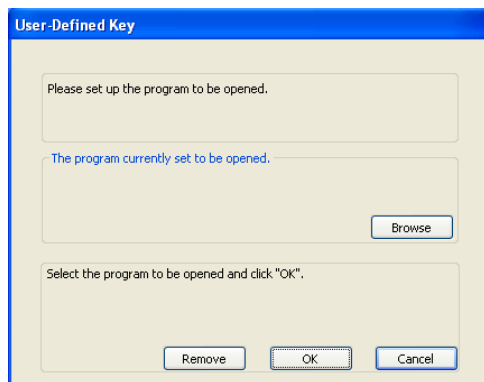 User-Defined Key
Please set up the program to be opened.
The program currently set to be opened.
Browse
Select the program to be opened and click "OK".
Remove OK Cancel